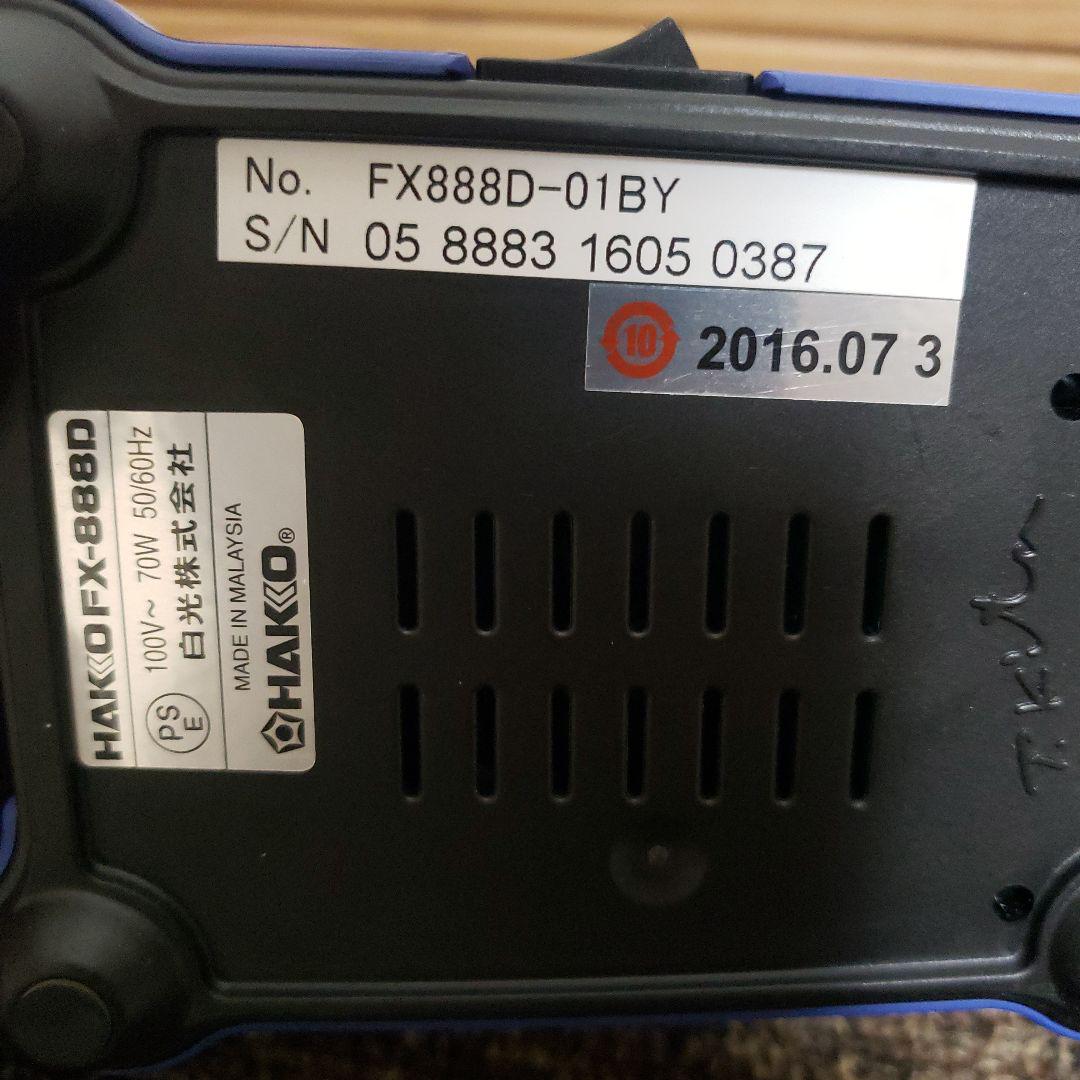 No. FX888D-01BY
S/N 05 8883 1605 0387
10 2016.07 3
HAKKO FX-888D
100V~ 70W 50/60Hz
PS E
白光株式会社
MADE IN MALAYSIA
HAKKO®
T.